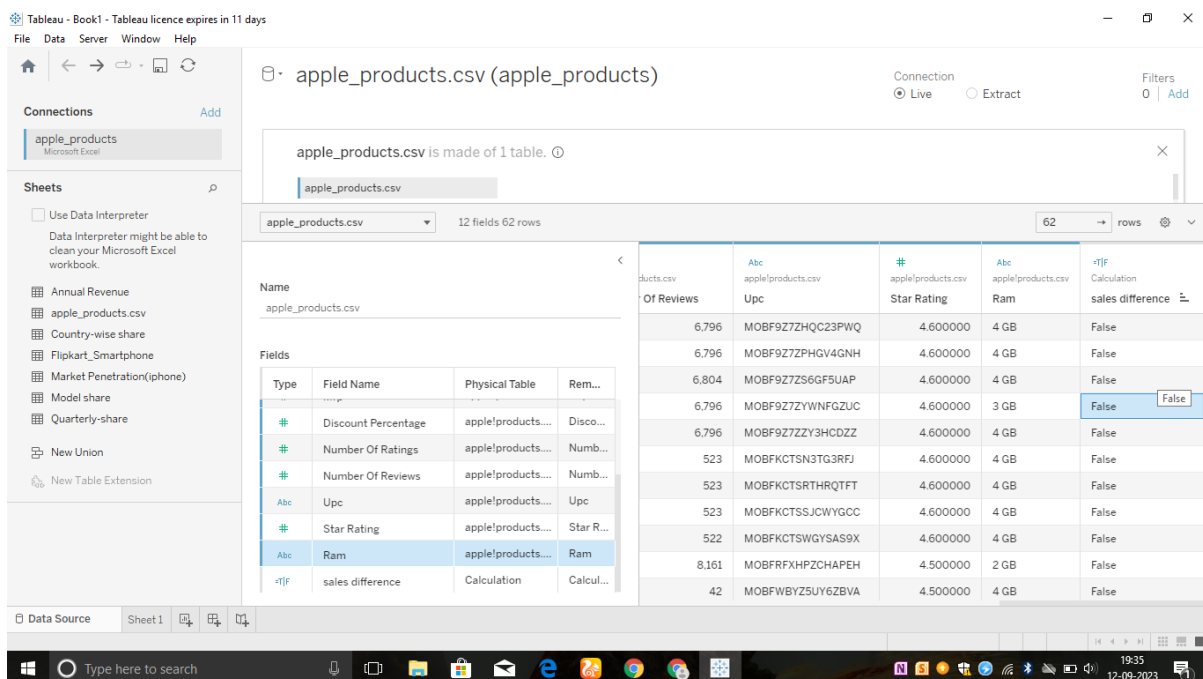 Tableau - Book1 - Tableau licence expires in 11 days
File Data Server Window Help
Connections Add
apple_products
Microsoft Excel
Sheets
Use Data Interpreter
Data Interpreter might be able to
clean your Microsoft Excel
workbook.
Annual Revenue
apple_products.csv
Country-wise share
Flipkart_Smartphone
Market Penetration(iphone)
Model share
Quarterly-share
New Union
New Table Extension
apple_products.csv (apple_products)
Connection
Live Extract
Filters
0 Add
apple_products.csv is made of 1 table.
apple_products.csv
apple_products.csv 12 fields 62 rows
62 → rows
Name
apple_products.csv
Fields
Type Field Name Physical Table Rem...
# Discount Percentage apple!products.... Disco...
# Number Of Ratings apple!products.... Numb...
# Number Of Reviews apple!products.... Numb...
Abc Upc apple!products.... Upc
# Star Rating apple!products.... Star R...
Abc Ram apple!products.... Ram
=T|F sales difference Calculation Calcul...
Abc # Abc =T|F
ducts.csv apple!products.csv apple!products.csv apple!products.csv Calculation
Of Reviews Upc Star Rating Ram sales difference
6,796 MOBF9Z7ZHQC23PWQ 4.600000 4 GB False
6,796 MOBF9Z7ZPHGV4GNH 4.600000 4 GB False
6,804 MOBF9Z7ZS6GF5UAP 4.600000 4 GB False
6,796 MOBF9Z7ZYWNFGZUC 4.600000 3 GB False
False
6,796 MOBF9Z7ZZY3HCDZZ 4.600000 4 GB False
523 MOBFKCTSN3TG3RFJ 4.600000 4 GB False
523 MOBFKCTSRTHRQTFT 4.600000 4 GB False
523 MOBFKCTSSJCWYGCC 4.600000 4 GB False
522 MOBFKCTSWGYSAS9X 4.600000 4 GB False
8,161 MOBFRFXHPZCHAPEH 4.500000 2 GB False
42 MOBFWBYZ5UY6ZBVA 4.500000 4 GB False
Data Source Sheet 1
Type here to search
19:35
12-09-2023